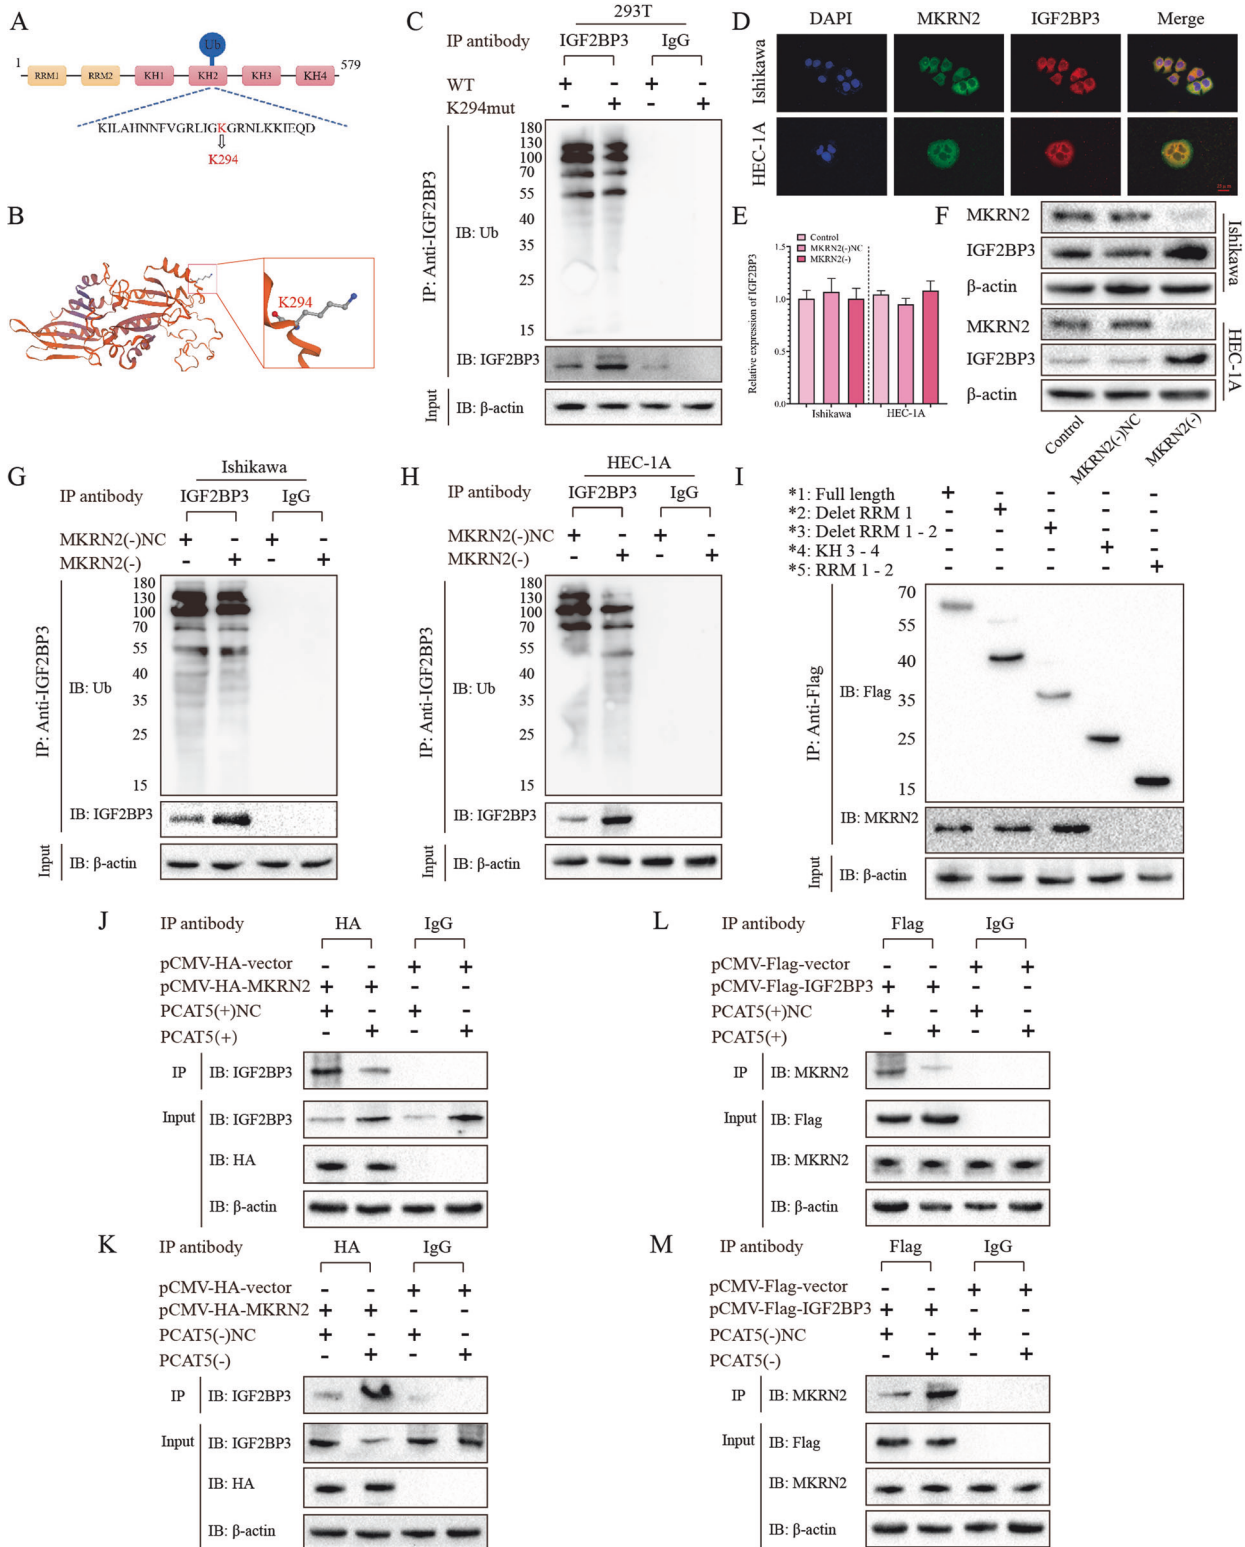 A
1
579
Ub
RRM1 RRM2 KH1 KH2 KH3 KH4
KILAHNNFVGRLIGKGRNLKKIEQD
K294
B
K294
C
293T
IP antibody IGF2BP3 IgG
WT + - + -
K294mut - + - +
IP: Anti-IGF2BP3
IB: Ub
180
130
100
70
55
40
35
25
15
IB: IGF2BP3
Input
IB: β-actin
D
DAPI MKRN2 IGF2BP3 Merge
Ishikawa
HEC-1A
E
Control
MKRN2(-)NC
MKRN2(-)
Relative expression of IGF2BP3
1.5
1.0
0.5
0.0
Ishikawa HEC-1A
F
MKRN2
IGF2BP3
β-actin
Ishikawa
MKRN2
IGF2BP3
β-actin
HEC-1A
Control MKRN2(-)NC MKRN2(-)
G
Ishikawa
IP antibody IGF2BP3 IgG
MKRN2(-)NC + - + -
MKRN2(-) - + - +
IP: Anti-IGF2BP3
IB: Ub
180
130
100
70
55
40
35
25
15
IB: IGF2BP3
Input
IB: β-actin
H
HEC-1A
IP antibody IGF2BP3 IgG
MKRN2(-)NC + - + -
MKRN2(-) - + - +
IP: Anti-IGF2BP3
IB: Ub
180
130
100
70
55
40
35
25
15
IB: IGF2BP3
Input
IB: β-actin
I
*1: Full length + - - - -
*2: Delet RRM 1 - + - - -
*3: Delet RRM 1 - 2 - - + - -
*4: KH 3 - 4 - - - + -
*5: RRM 1 - 2 - - - - +
IP: Anti-Flag
IB: Flag
70
55
40
35
25
15
IB: MKRN2
Input
IB: β-actin
J
IP antibody HA IgG
pCMV-HA-vector - - + +
pCMV-HA-MKRN2 + + - -
PCAT5(+)NC + - + -
PCAT5(+) - + - +
IP IB: IGF2BP3
Input IB: IGF2BP3
IB: HA
IB: β-actin
K
IP antibody HA IgG
pCMV-HA-vector - - + +
pCMV-HA-MKRN2 + + - -
PCAT5(-)NC + - + -
PCAT5(-) - + - +
IP IB: IGF2BP3
Input IB: IGF2BP3
IB: HA
IB: β-actin
L
IP antibody Flag IgG
pCMV-Flag-vector - - + +
pCMV-Flag-IGF2BP3 + + - -
PCAT5(+)NC + - + -
PCAT5(+) - + - +
IP IB: MKRN2
Input IB: Flag
IB: MKRN2
IB: β-actin
M
IP antibody Flag IgG
pCMV-Flag-vector - - + +
pCMV-Flag-IGF2BP3 + + - -
PCAT5(-)NC + - + -
PCAT5(-) - + - +
IP IB: MKRN2
Input IB: Flag
IB: MKRN2
IB: β-actin